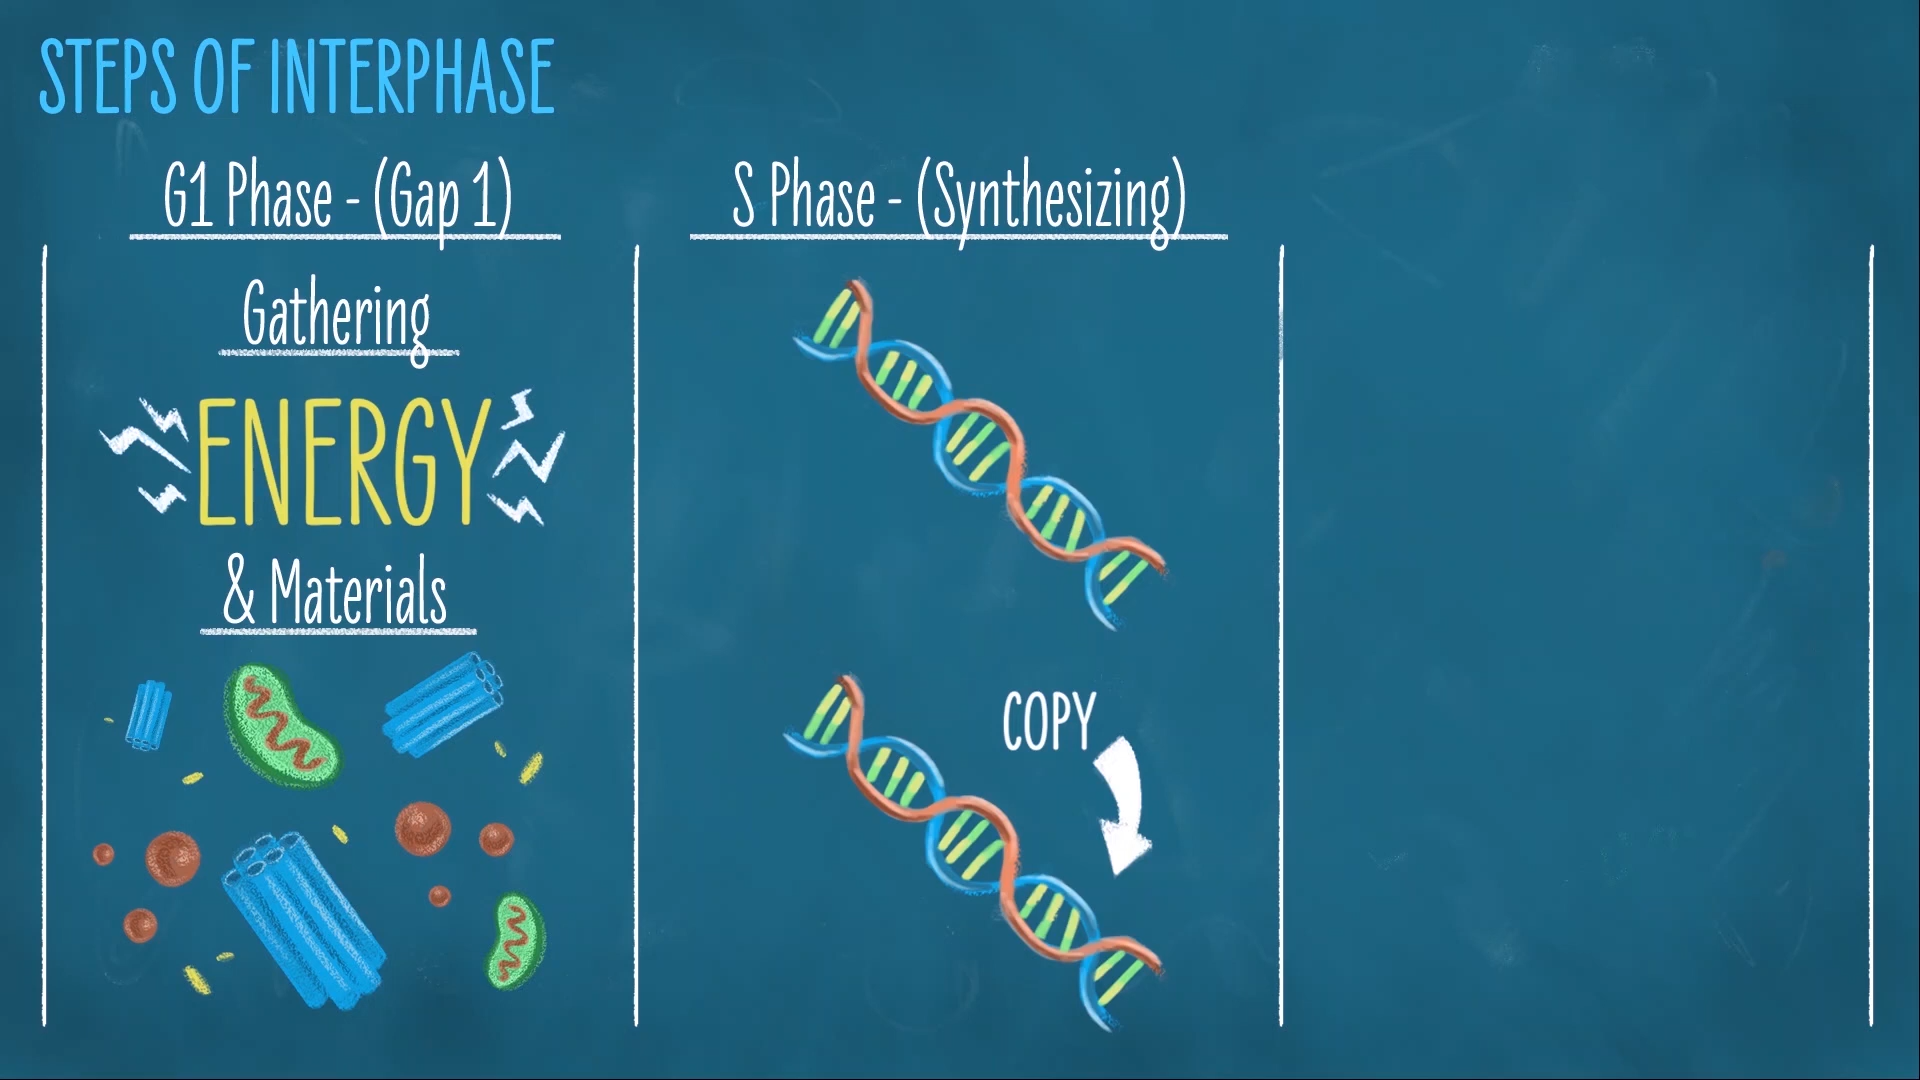 STEPS OF INTERPHASE
G1 Phase - (Gap 1)
Gathering
ENERGY
& Materials
S Phase - (Synthesizing)
COPY